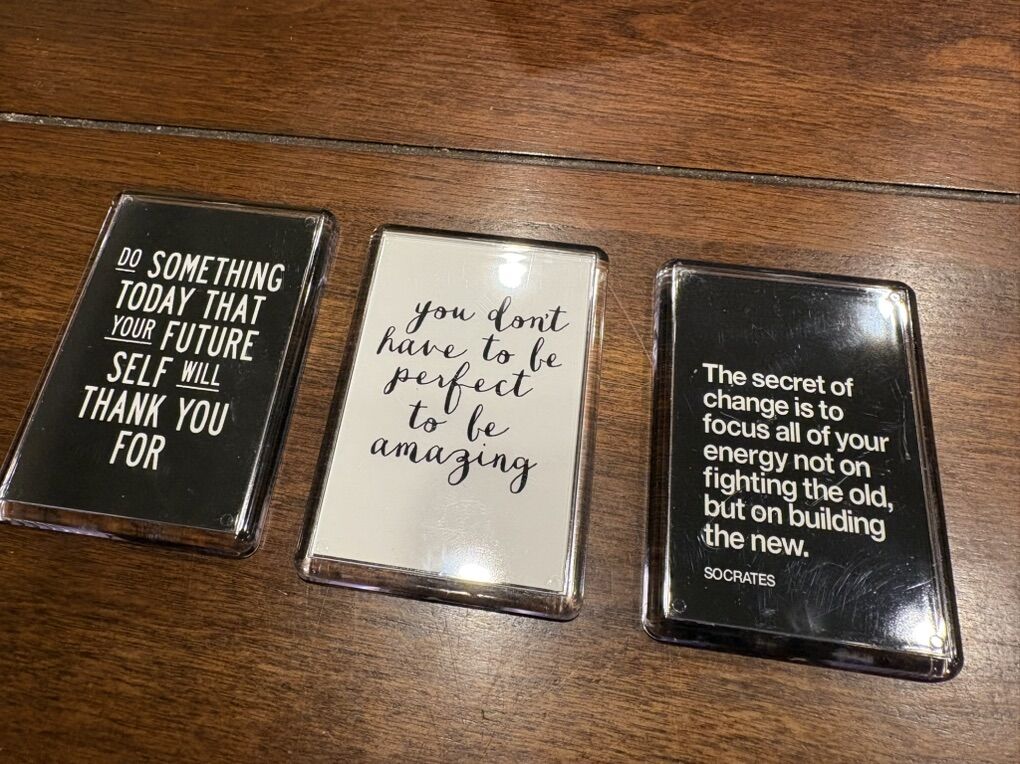 DO SOMETHING
TODAY THAT
YOUR FUTURE
SELF WILL
THANK YOU
FOR
you don't
have to be
perfect
to be
amazing
The secret of
change is to
focus all of your
energy not on
fighting the old,
but on building
the new.
SOCRATES